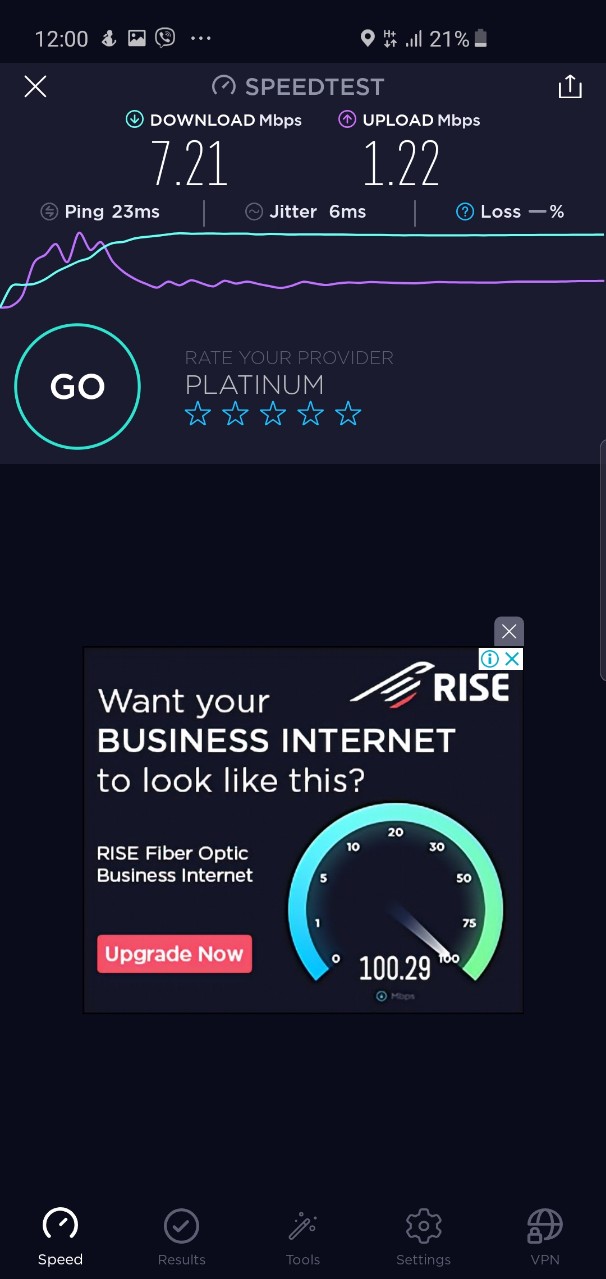 12:00 ... H+ 21%
SPEEDTEST
DOWNLOAD Mbps UPLOAD Mbps
7.21 1.22
Ping 23ms Jitter 6ms ? Loss —%
GO
RATE YOUR PROVIDER
PLATINUM
RISE
Want your
BUSINESS INTERNET
to look like this?
RISE Fiber Optic
Business Internet
Upgrade Now
0 1 5 10 20 30 50 75 100
100.29
Mbps
Speed Results Tools Settings VPN